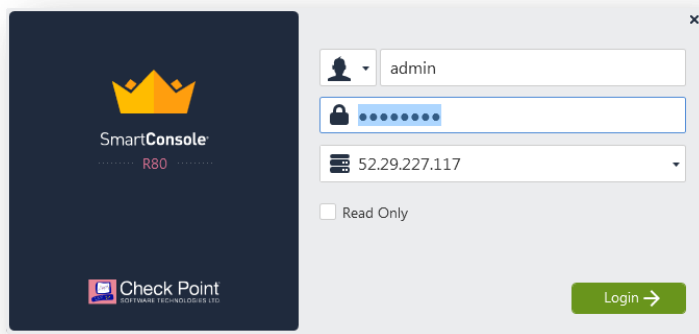 SmartConsole
R80
Check Point
SOFTWARE TECHNOLOGIES LTD
admin
●●●●●●●●
52.29.227.117
Read Only
Login →